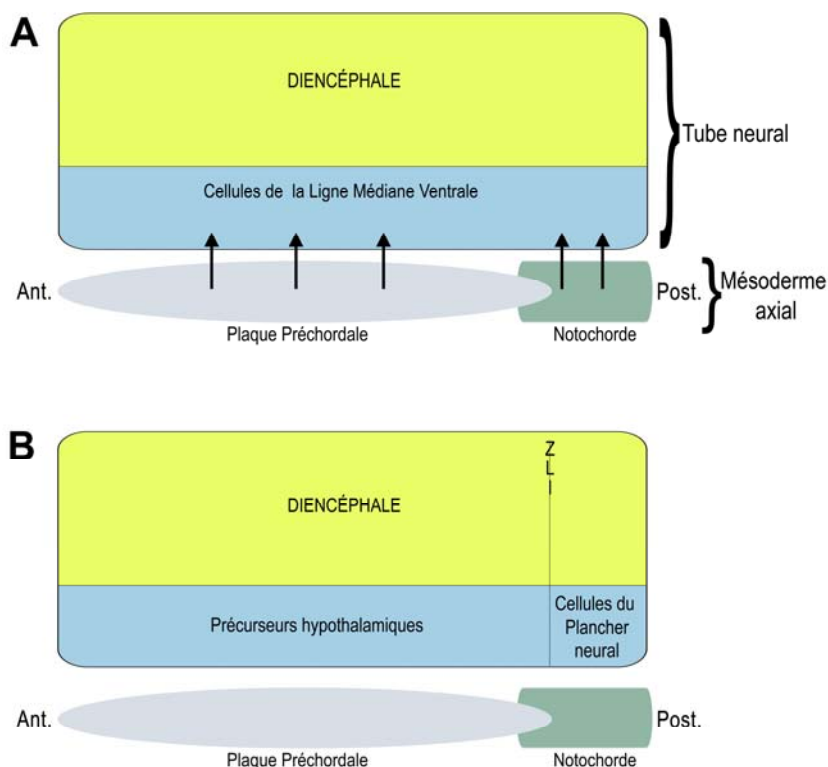 A
DIENCÉPHALE
Tube neural
Cellules de la Ligne Médiane Ventrale
Ant.
Post.
Mésoderme
axial
Plaque Préchordale
Notochorde
B
Z
L
I
DIENCÉPHALE
Précurseurs hypothalamiques
Cellules du
Plancher
neural
Ant.
Post.
Plaque Préchordale
Notochorde